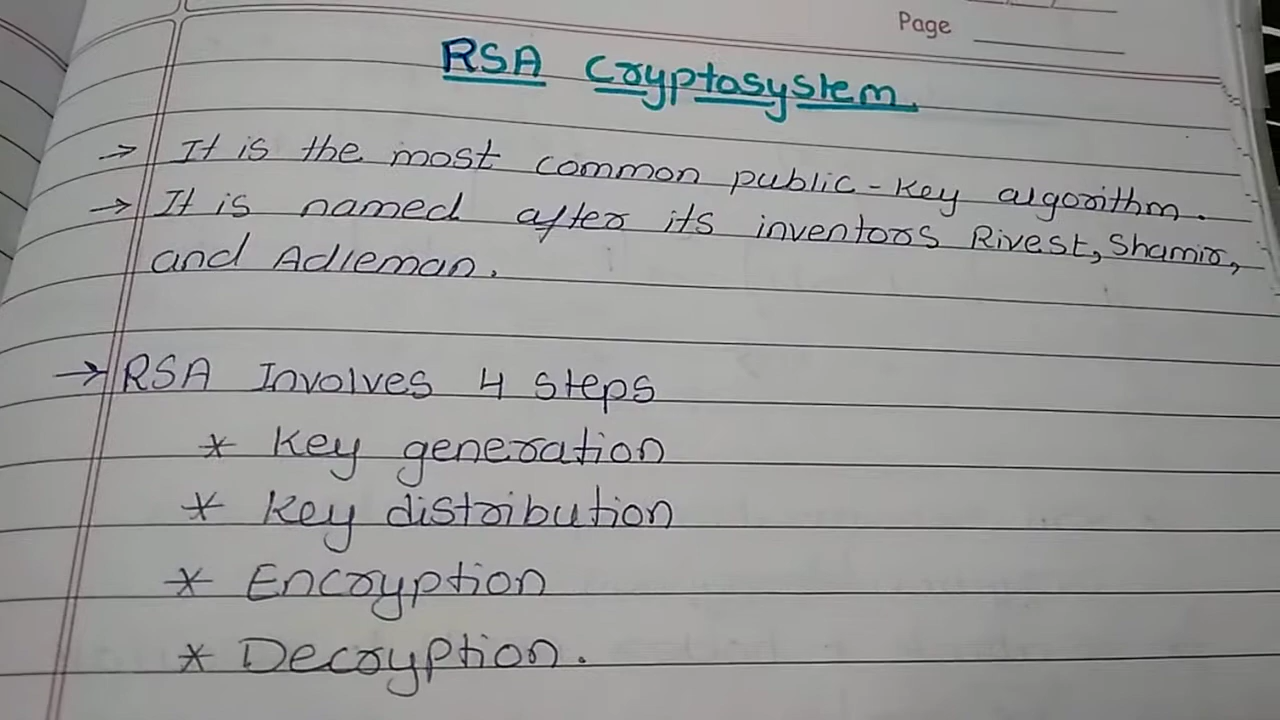 Page
RSA Cryptosystem.
→ It is the most common public-key algorithm.
→ It is named after its inventors Rivest, Shamir,
and Adleman.
→ RSA Involves 4 steps
* Key generation
* Key distribution
* Encryption
* Decryption.